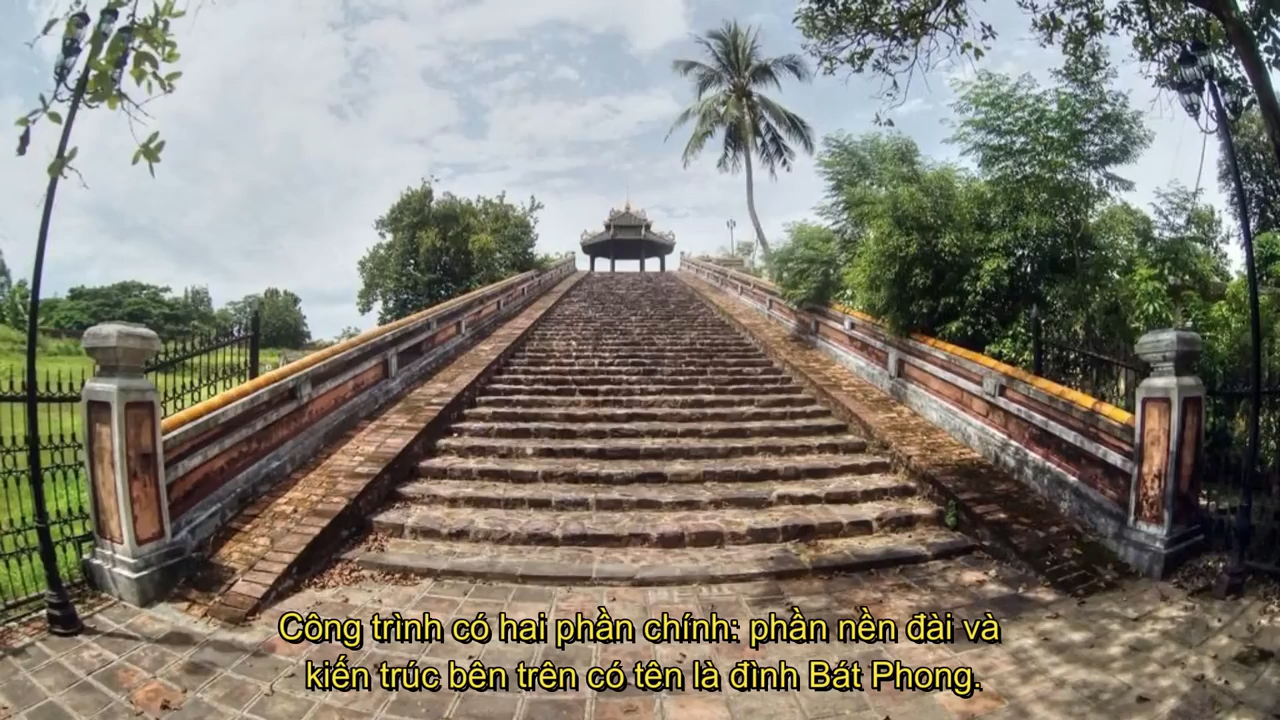 Công trình có hai phần chính: phần nền đài và
kiến trúc bên trên có tên là đình Bát Phong.